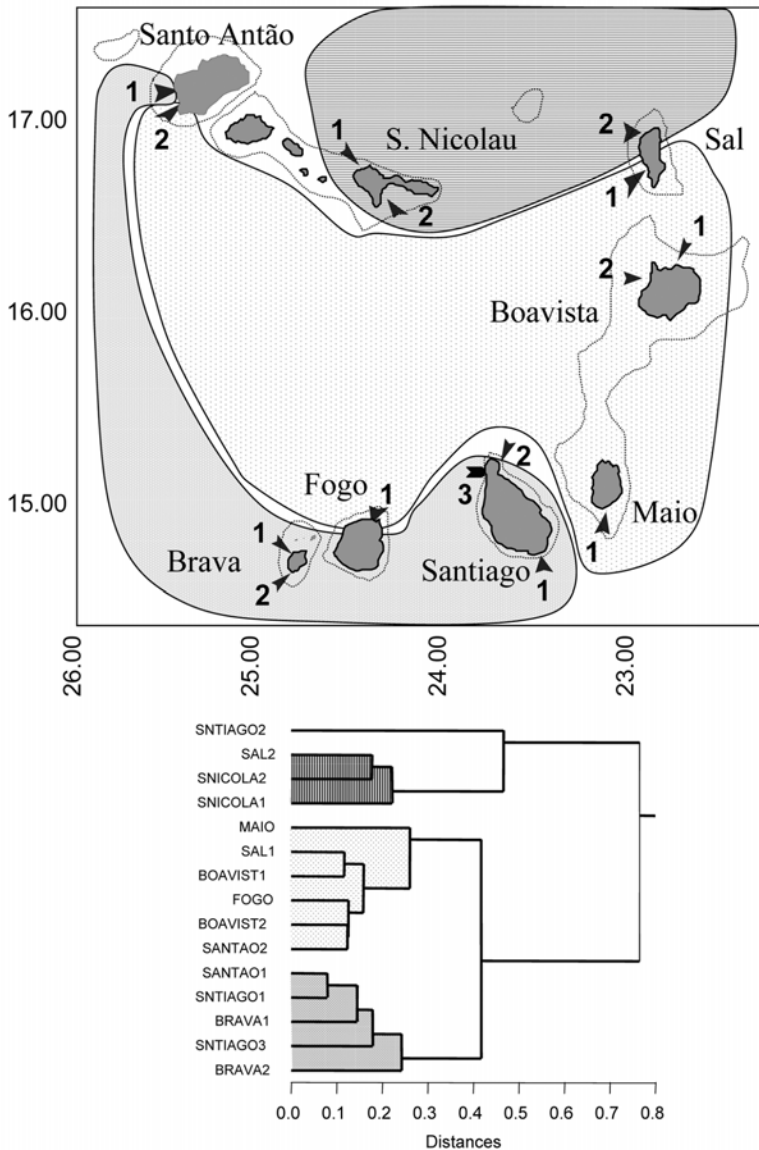 Santo Antão
1
2
17.00
1
S. Nicolau
2
2
Sal
1
1
2
16.00
Boavista
2
3
15.00
Fogo
1
1
Brava
2
Santiago
1
Maio
1
26.00
25.00
24.00
23.00
SNTIAGO2
SAL2
SNICOLA2
SNICOLA1
MAIO
SAL1
BOAVIST1
FOGO
BOAVIST2
SANTAO2
SANTAO1
SNTIAGO1
BRAVA1
SNTIAGO3
BRAVA2
0.0 0.1 0.2 0.3 0.4 0.5 0.6 0.7 0.8
Distances